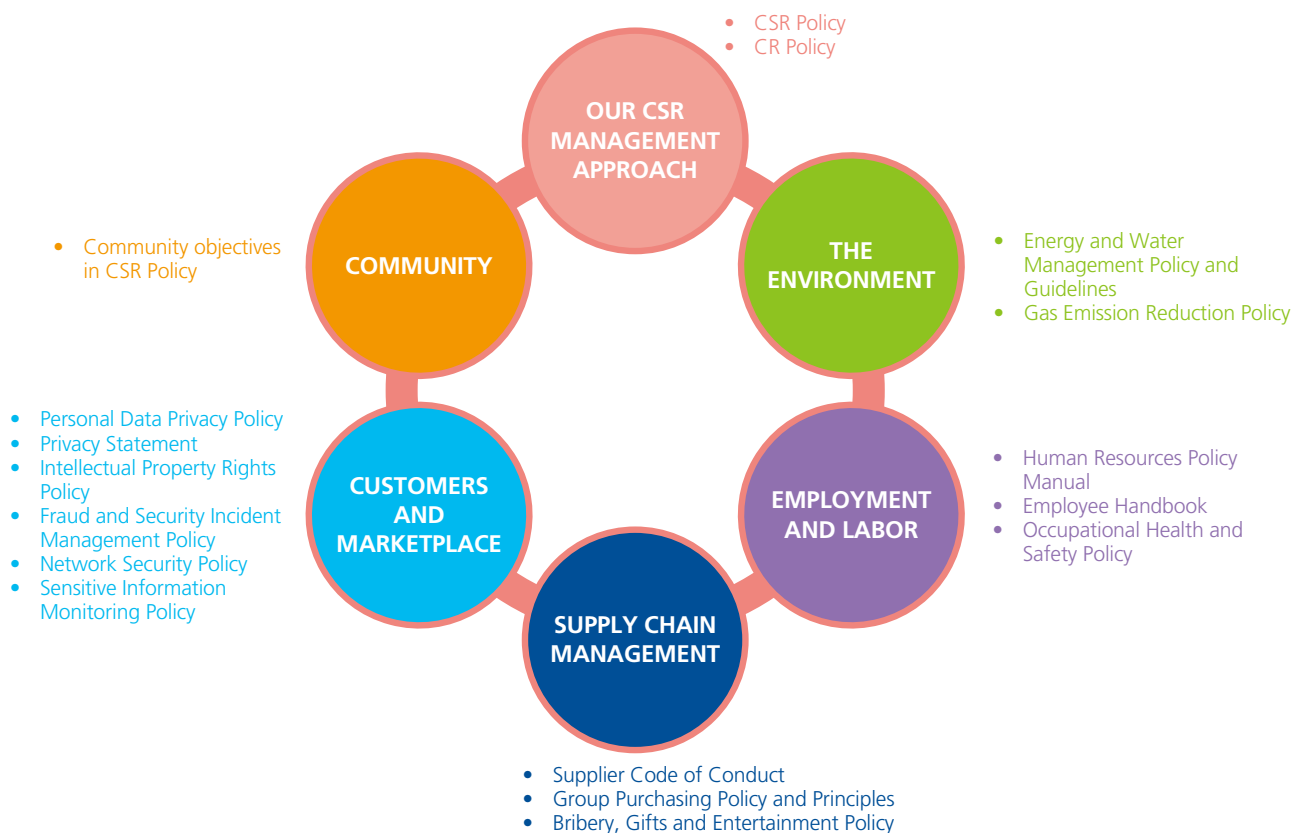 • CSR Policy
• CR Policy
OUR CSR
MANAGEMENT
APPROACH
THE
ENVIRONMENT
• Energy and Water
Management Policy and
Guidelines
• Gas Emission Reduction Policy
EMPLOYMENT
AND LABOR
• Human Resources Policy
Manual
• Employee Handbook
• Occupational Health and
Safety Policy
SUPPLY CHAIN
MANAGEMENT
• Supplier Code of Conduct
• Group Purchasing Policy and Principles
• Bribery, Gifts and Entertainment Policy
CUSTOMERS
AND
MARKETPLACE
• Personal Data Privacy Policy
• Privacy Statement
• Intellectual Property Rights
Policy
• Fraud and Security Incident
Management Policy
• Network Security Policy
• Sensitive Information
Monitoring Policy
COMMUNITY
• Community objectives
in CSR Policy